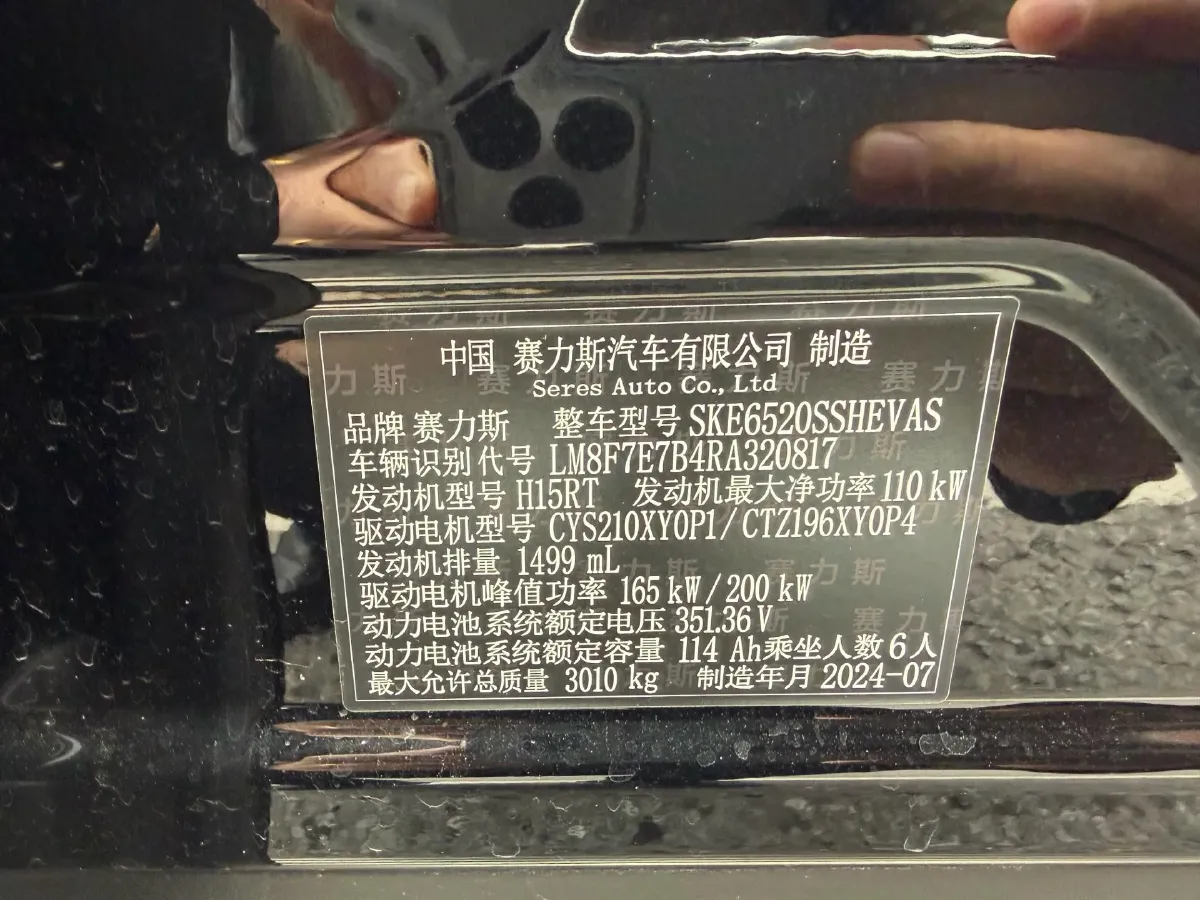 中国 赛力斯汽车有限公司 制造
Seres Auto Co., Ltd
品牌 赛力斯 整车型号 SKE6520SSHEVAS
车辆识别代号 LM8F7E7B4RA320817
发动机型号 H15RT 发动机最大净功率 110 kW
驱动电机型号 CYS210XY0P1/CTZ196XY0P4
发动机排量 1499 mL
驱动电机峰值功率 165 kW/200 kW
动力电池系统额定电压 351.36 V
动力电池系统额定容量 114 Ah 乘坐人数 6人
最大允许总质量 3010 kg 制造年月 2024-07